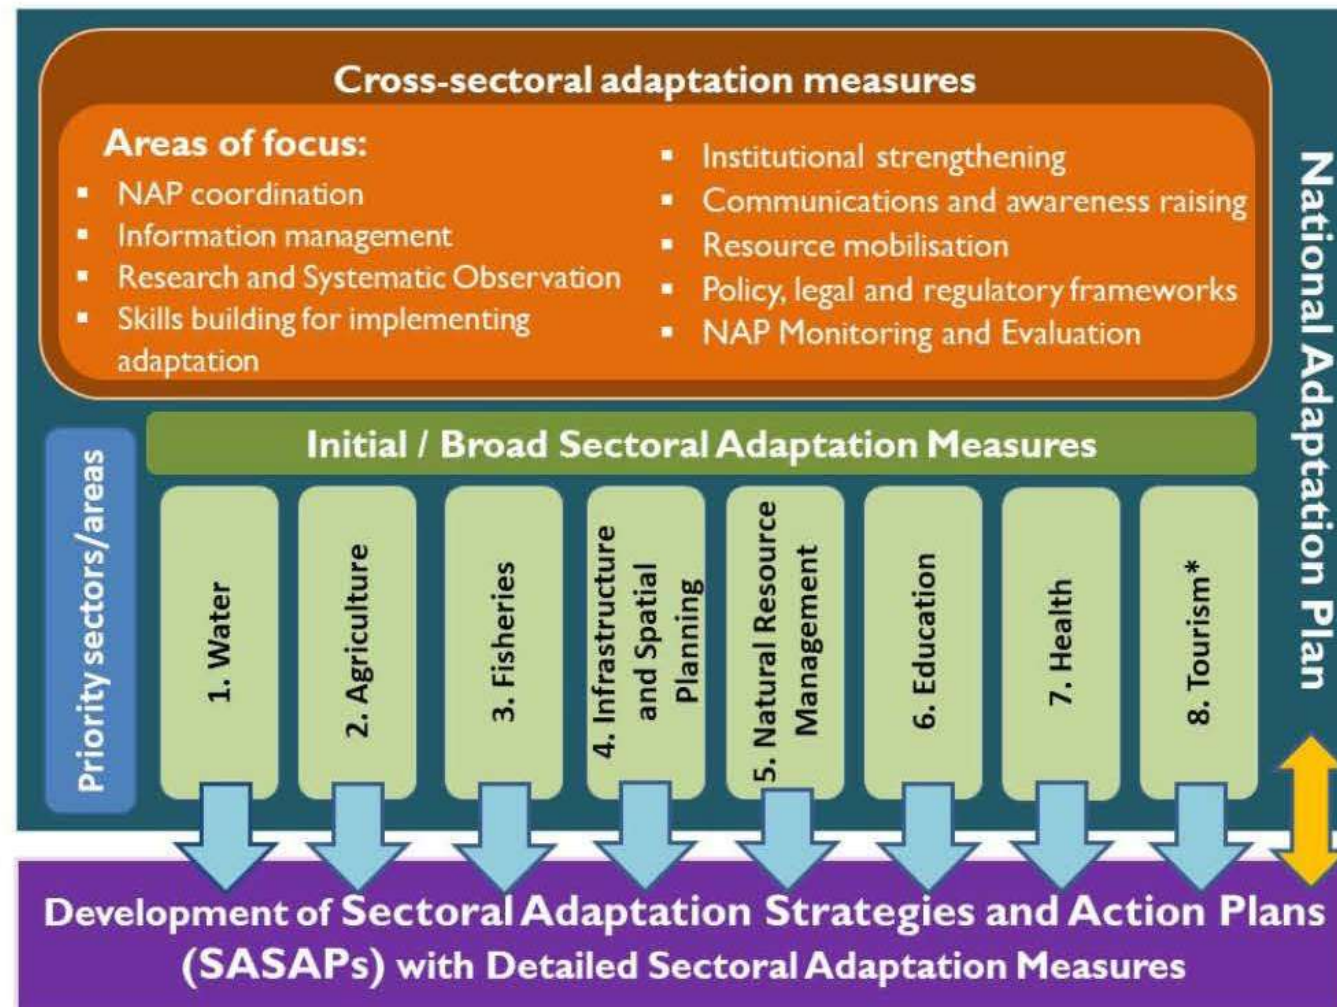 Cross-sectoral adaptation measures
Areas of focus:
▪ NAP coordination
▪ Information management
▪ Research and Systematic Observation
▪ Skills building for implementing
adaptation
▪ Institutional strengthening
▪ Communications and awareness raising
▪ Resource mobilisation
▪ Policy, legal and regulatory frameworks
▪ NAP Monitoring and Evaluation
National Adaptation Plan
Initial / Broad Sectoral Adaptation Measures
Priority sectors/areas
1. Water
2. Agriculture
3. Fisheries
4. Infrastructure
and Spatial
Planning
5. Natural Resource
Management
6. Education
7. Health
8. Tourism*
Development of Sectoral Adaptation Strategies and Action Plans
(SASAPs) with Detailed Sectoral Adaptation Measures